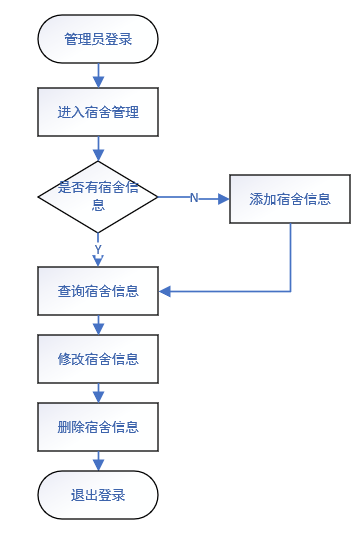 管理员登录
进入宿舍管理
是否有宿舍信
息
N
添加宿舍信息
Y
查询宿舍信息
修改宿舍信息
删除宿舍信息
退出登录